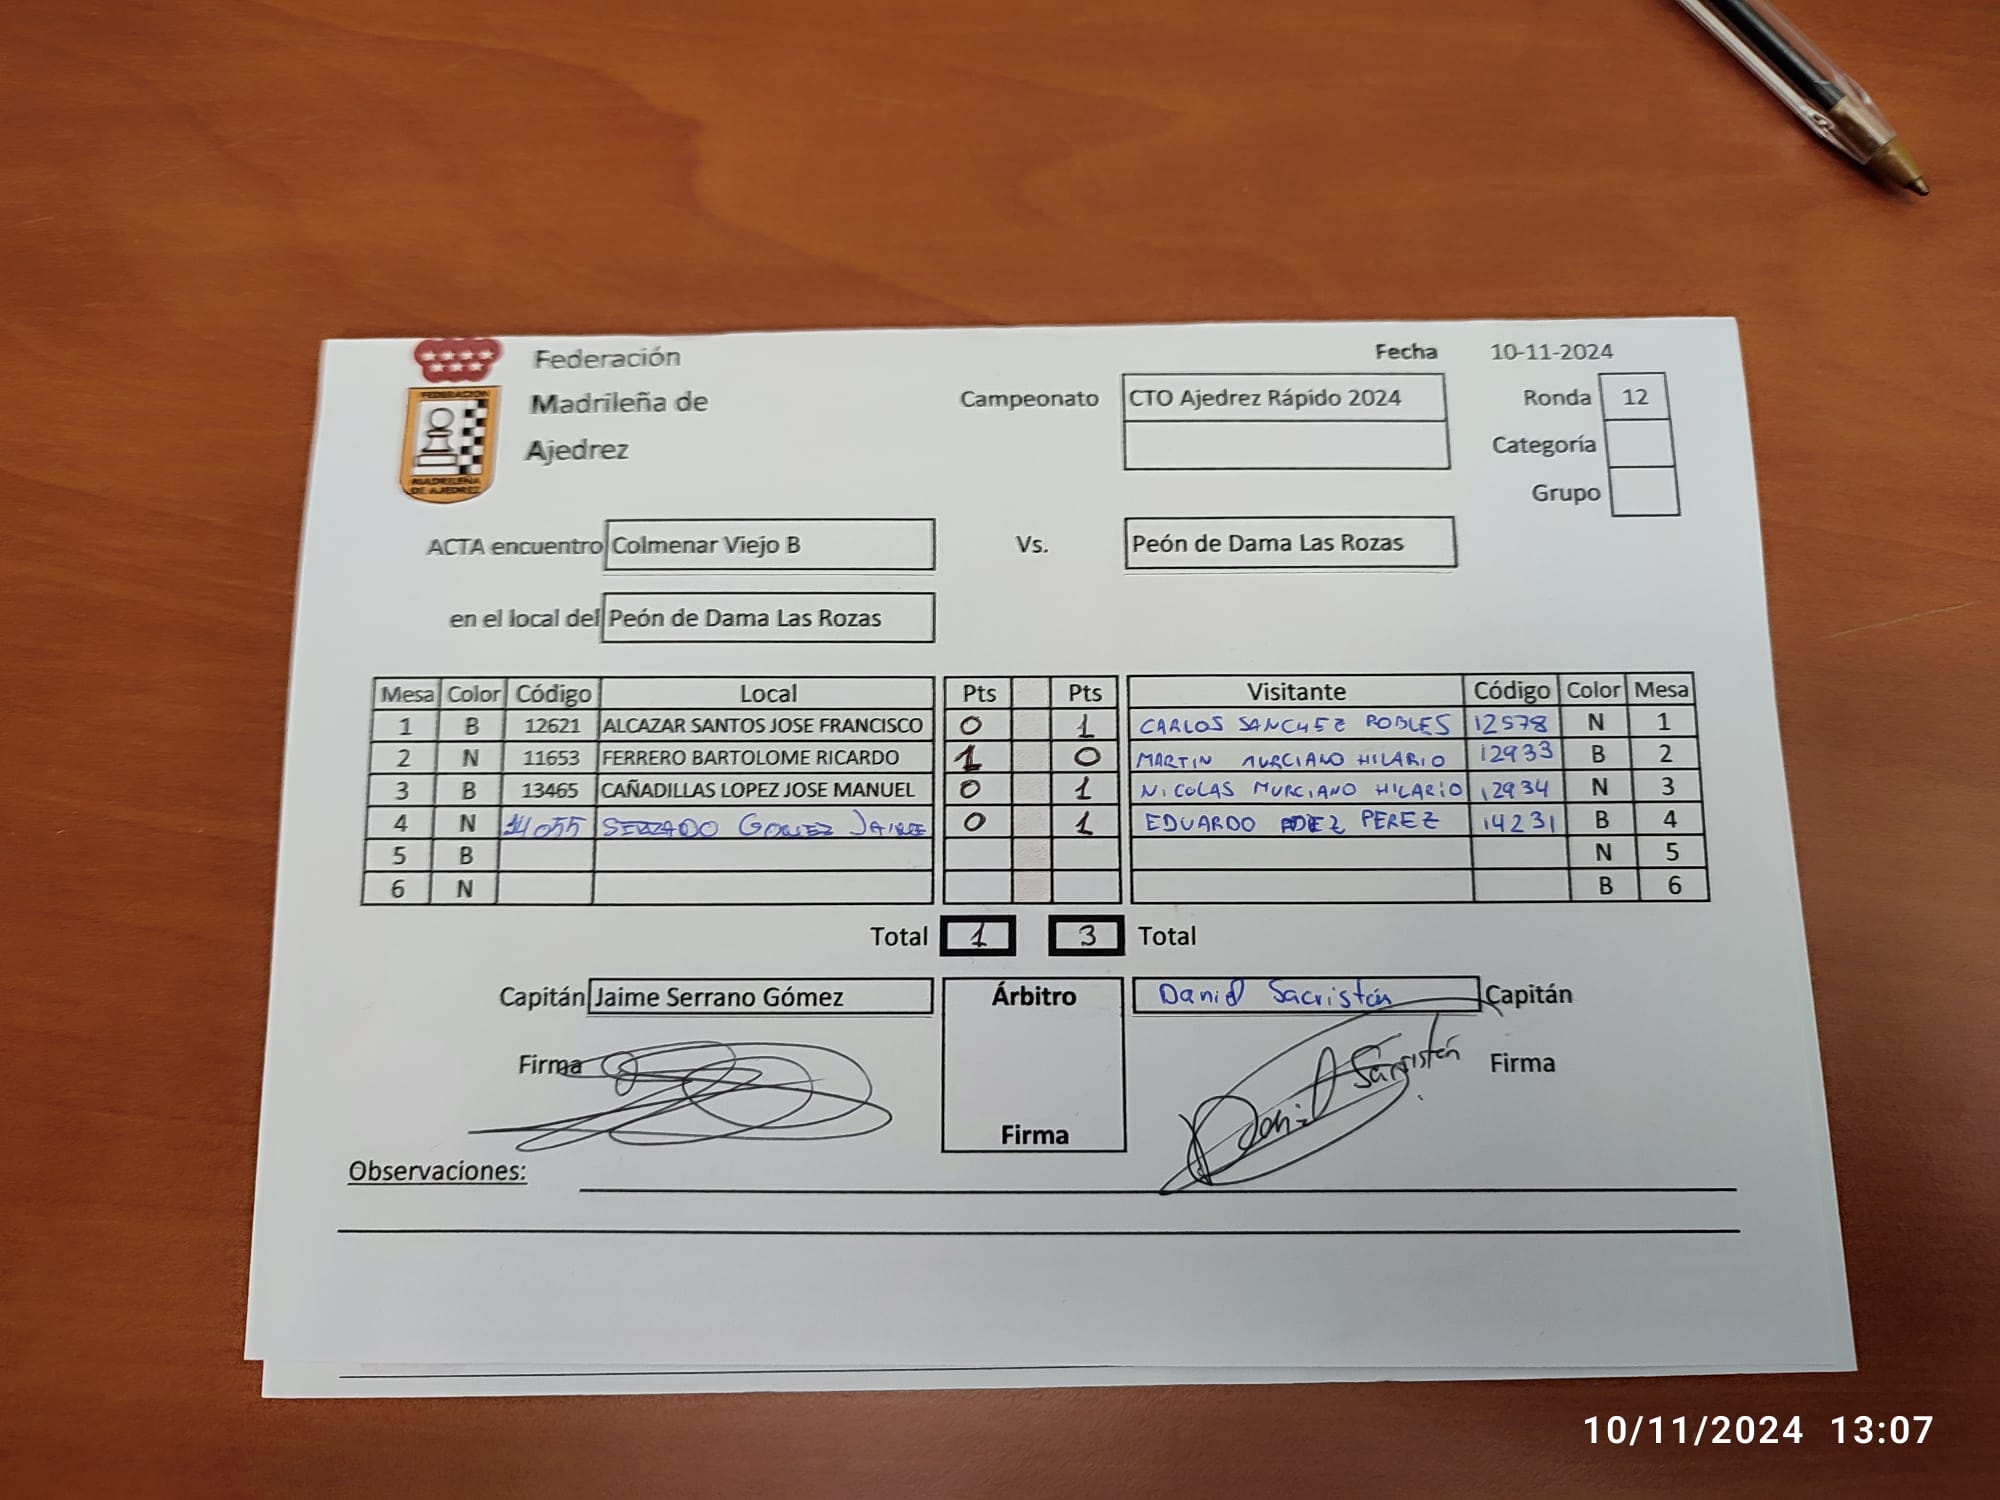 Federación Fecha 10-11-2024
Madrileña de Campeonato CTO Ajedrez Rápido 2024 Ronda 12
Ajedrez Categoría
Grupo
FEDERACION
MADRILEÑA
DE AJEDREZ
ACTA encuentro Colmenar Viejo B Vs. Peón de Dama Las Rozas
en el local del Peón de Dama Las Rozas
Mesa Color Código Local Pts Pts Visitante Código Color Mesa
1 B 12621 ALCAZAR SANTOS JOSE FRANCISCO 0 1 CARLOS SANCHEZ ROBLES 12578 N 1
2 N 11653 FERRERO BARTOLOME RICARDO 1 0 MARTIN MURCIANO HILARIO 12933 B 2
3 B 13465 CAÑADILLAS LOPEZ JOSE MANUEL 0 1 NICOLAS MURCIANO HILARIO 12934 N 3
4 N 14055 SERRANO GOMEZ JAIME 0 1 EDUARDO PEREZ 14231 B 4
5 B N 5
6 N B 6
Total 1 3 Total
Capitán Jaime Serrano Gómez Árbitro Daniel Sacristán Capitán
Firma Daniel Sacristán Firma
Firma
Observaciones:
10/11/2024 13:07